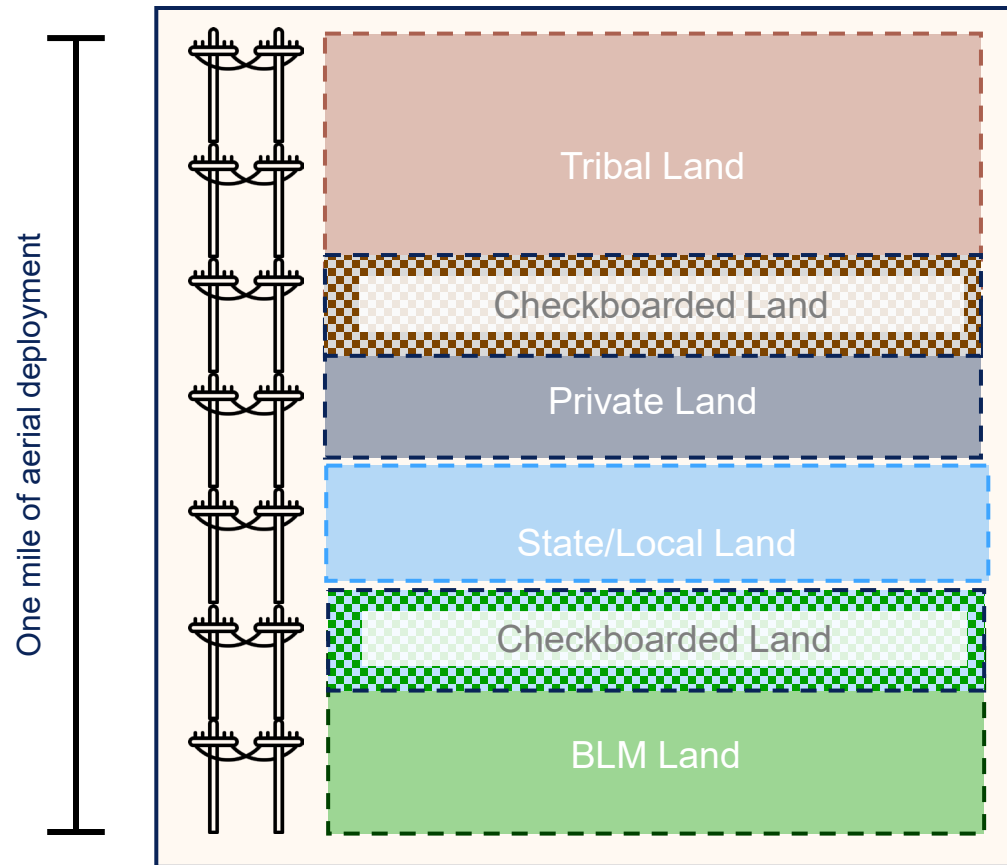 One mile of aerial deployment
Tribal Land
Checkboarded Land
Private Land
State/Local Land
Checkboarded Land
BLM Land